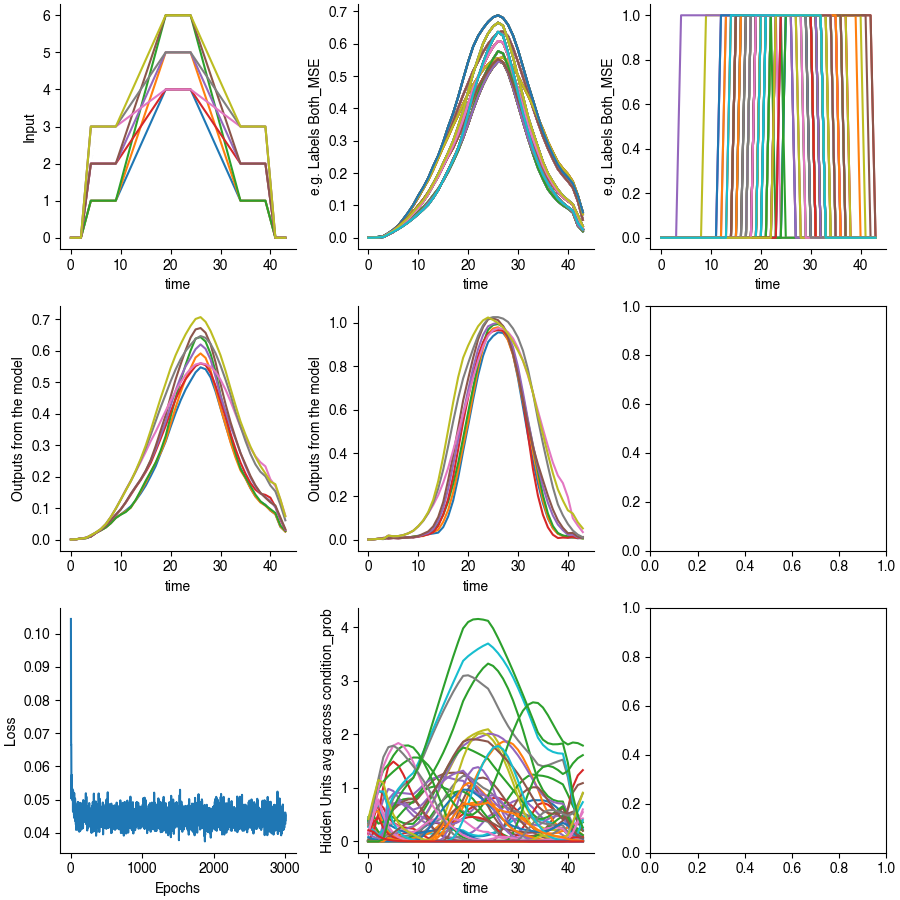 Input
6
5
4
3
2
1
0
0 10 20 30 40
time
e.g. Labels Both_MSE
0.7
0.6
0.5
0.4
0.3
0.2
0.1
0.0
0 10 20 30 40
time
e.g. Labels Both_MSE
1.0
0.8
0.6
0.4
0.2
0.0
0 10 20 30 40
time
Outputs from the model
0.7
0.6
0.5
0.4
0.3
0.2
0.1
0.0
0 10 20 30 40
time
Outputs from the model
1.0
0.8
0.6
0.4
0.2
0.0
0 10 20 30 40
time
1.0
0.8
0.6
0.4
0.2
0.0
0.0 0.2 0.4 0.6 0.8 1.0
Loss
0.10
0.09
0.08
0.07
0.06
0.05
0.04
0 1000 2000 3000
Epochs
Hidden Units avg across condition_prob
4
3
2
1
0
0 10 20 30 40
time
1.0
0.8
0.6
0.4
0.2
0.0
0.0 0.2 0.4 0.6 0.8 1.0